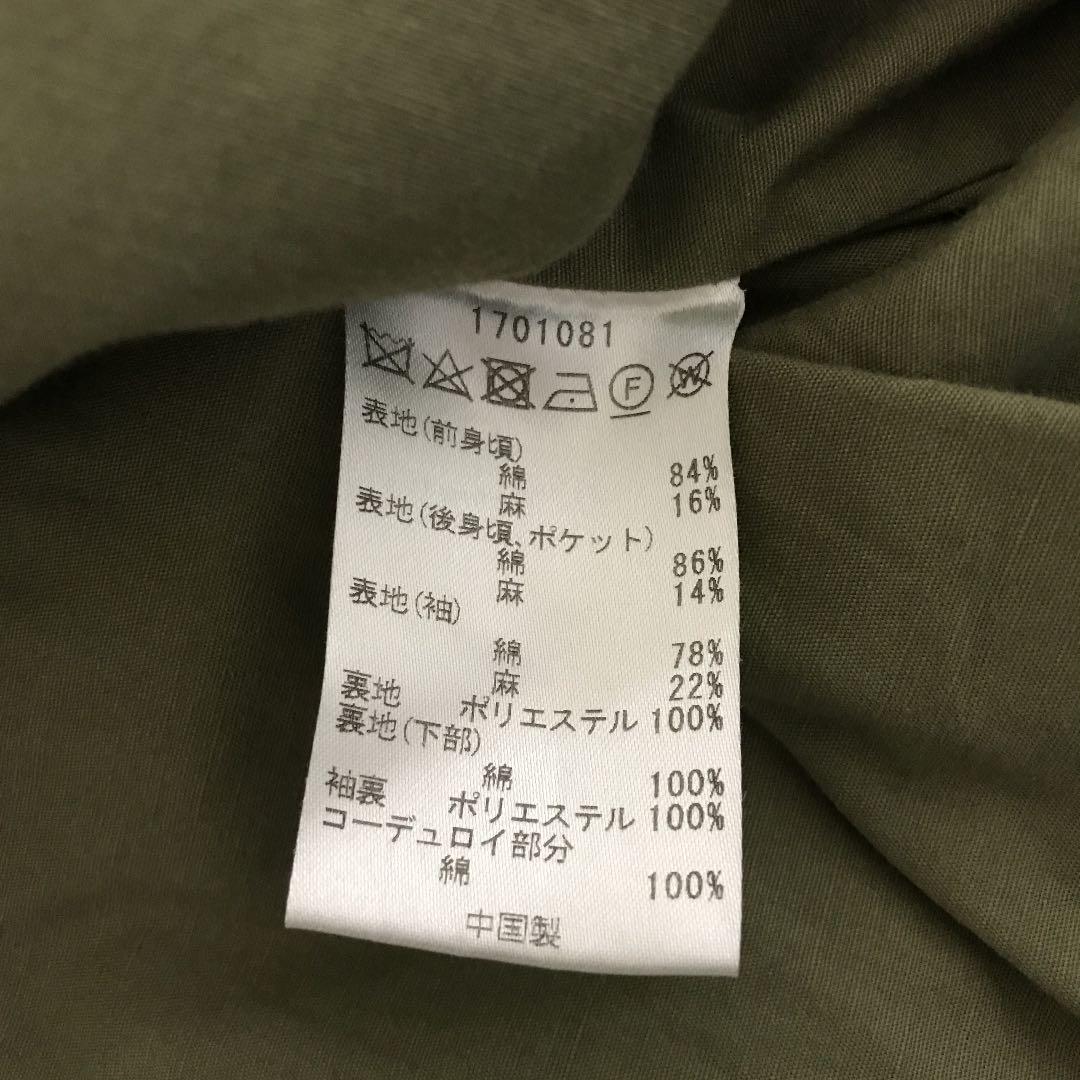 1701081
F W
表地(前身頃)
綿 84%
麻 16%
表地(後身頃、ポケット)
綿 86%
麻 14%
表地(袖)
綿 78%
麻 22%
裏地 ポリエステル 100%
裏地(下部)
綿 100%
袖裏 ポリエステル 100%
コーデュロイ部分
綿 100%
中国製